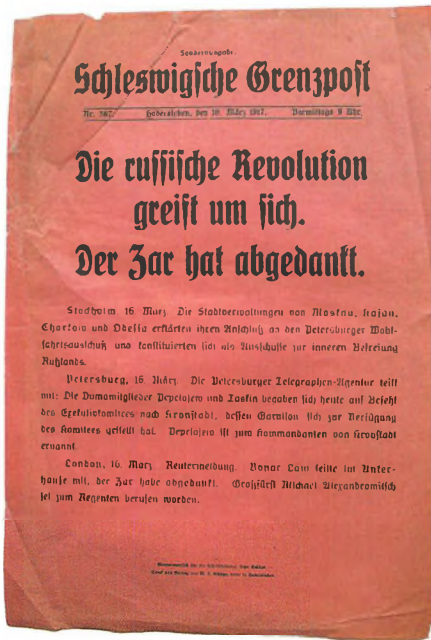 Sonderausgabe.
Schleswigsche Grenzpost
Hadersleben, den 16. März 1917. Vormittags 9 Uhr.
Die russische Revolution
greift um sich.
Der Zar hat abgedankt.
Stockholm 16. März. Die Stadtverwaltungen von Moskau, Kasan,
Charkow und Odessa erklärten ihren Anschluß an den Petersburger Wohl-
fahrtsausschuß und konstituierten sich als Ausschüsse zur inneren Befreiung
Rußlands.
Petersburg, 16. März. Die Petersburger Telegraphen-Agentur teilt
mit: Die Dumamitglieder Pepelajew und Taskin begaben sich heute auf Befehl
des Exekutivkomitees nach Kronstadt, dessen Garnison sich zur Verfügung
des Komitees gestellt hat. Pepelajew ist zum Kommandanten von Kronstadt
ernannt.
London, 16. März. Reutermeldung. Bonar Law teilte im Unter-
hause mit, der Zar habe abgedankt. Großfürst Michael Alexandrowitsch
sei zum Regenten berufen worden.